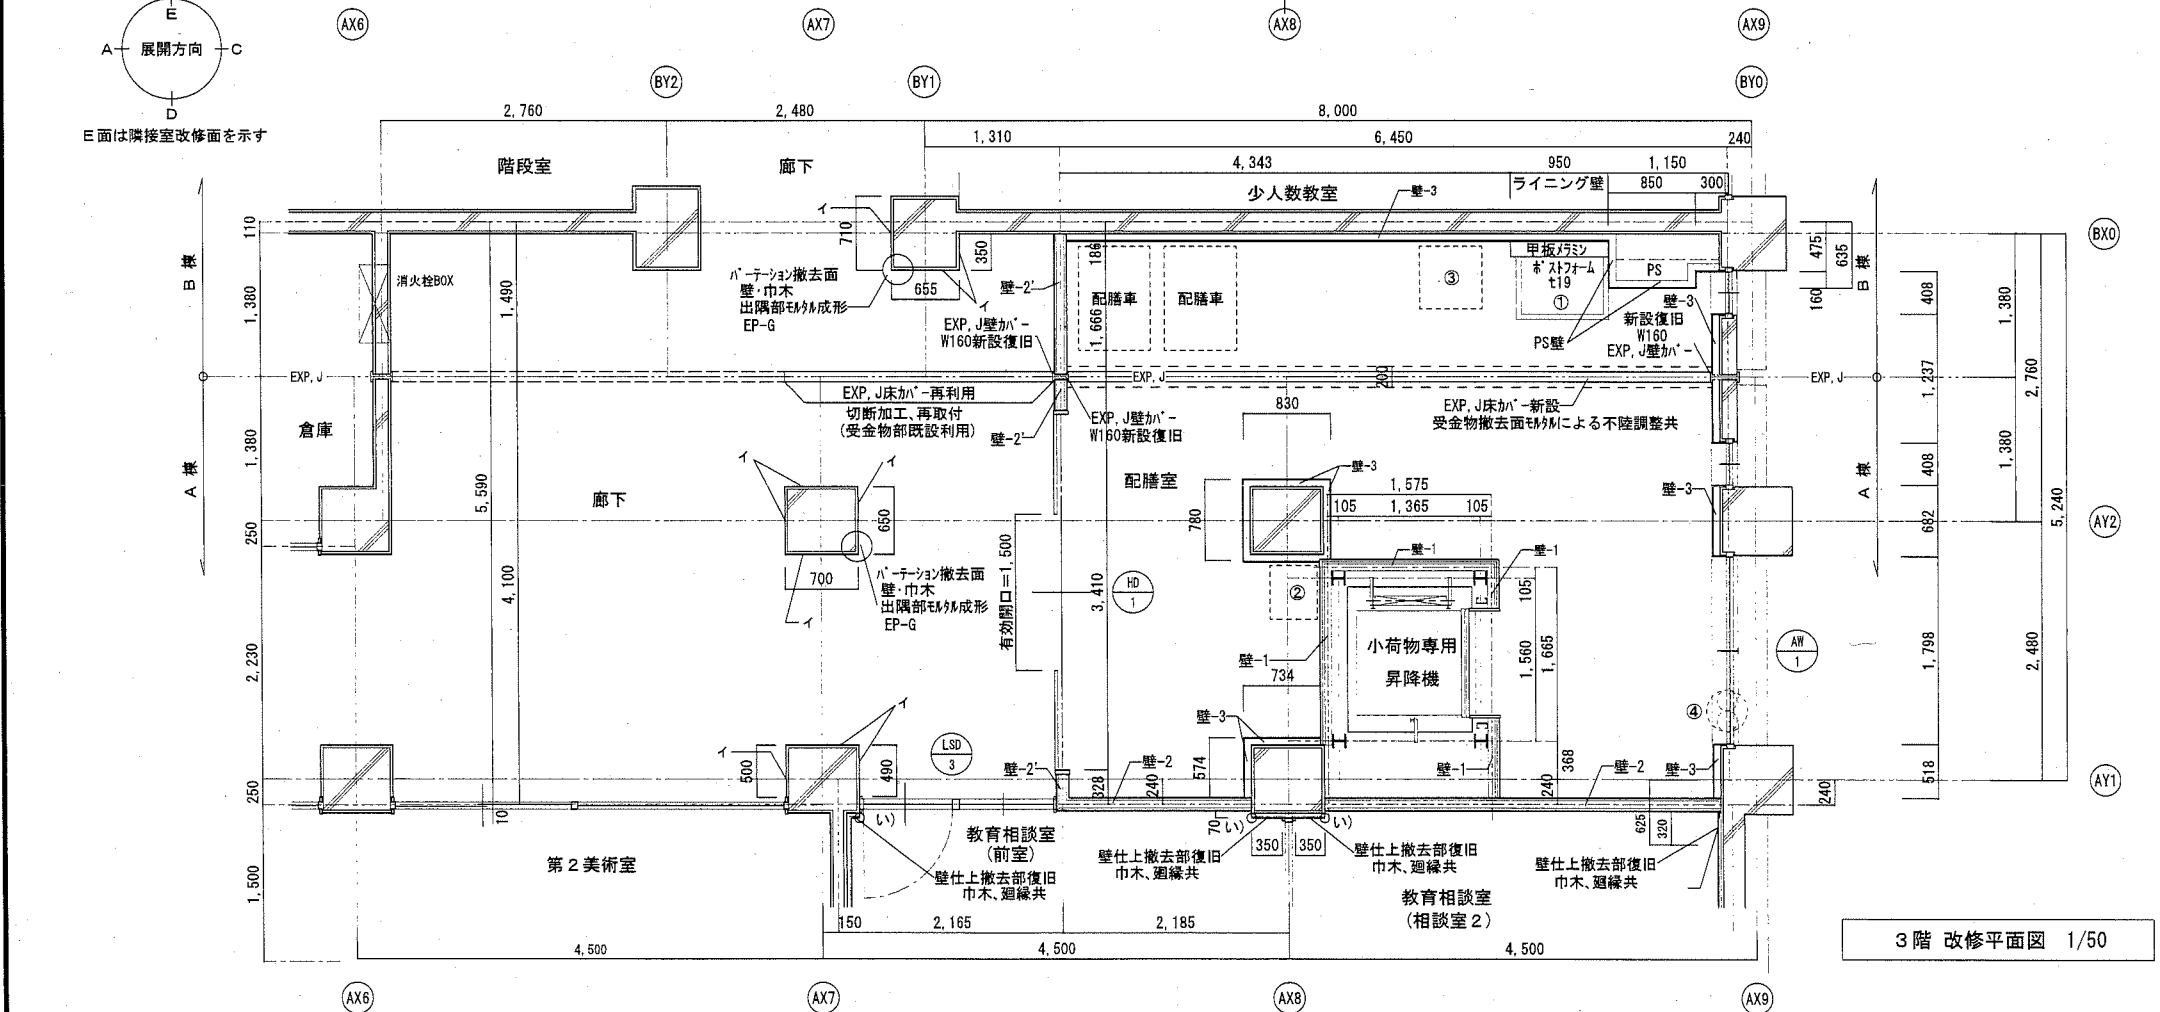 AX6
AX7
AX8
AX9
E
A
展開方向
C
D
E面は隣接室改修面を示す
BY2
BY1
BY0
2,760
2,480
8,000
1,310
6,450
240
4,343
950
1,150
ライニング壁
850
300
階段室
廊下
少人数教室
壁-3
110
イ
710
350
655
イ
475
635
160
BX0
B棟
B棟
消火栓BOX
1,380
1,490
パーテーション撤去面
壁・巾木
出隅部モルタル成形
EP-G
EXP,J壁カバー
W160新設復旧
壁-2'
186
1,666
配膳車
配膳車
③
甲板メラミン
ポストフォーム
t19
①
PS
PS壁
壁-3
新設復旧
W160
EXP,J壁カバー
408
1,380
1,237
2,760
EXP,J
EXP,J
EXP,J
200
EXP,J床カバー再利用
切断加工、再取付
(受金物部既設利用)
壁-2'
EXP,J壁カバー
W160新設復旧
830
EXP,J床カバー新設
受金物撤去面モルタルによる不陸調整共
倉庫
1,380
A棟
A棟
1,380
408
5,590
廊下
イ
イ
650
700
イ
パーテーション撤去面
壁・巾木
出隅部モルタル成形
EP-G
配膳室
壁-3
1,575
105
1,365
105
780
壁-3
682
5,240
AY2
250
4,100
有効開口=1,500
3,410
HD
1
②
壁-1
壁-1
105
小荷物専用
昇降機
1,560
1,665
壁-1
734
AW
1
1,798
2,480
2,230
④
イ
イ
壁-3
LSD
3
500
490
壁-2'
壁-2
328
240
574
壁-1
240
368
壁-2
壁-3
518
240
AY1
250
10
い)
70
い)
い)
350
350
625
320
第2美術室
教育相談室
(前室)
壁仕上撤去部復旧
巾木、廻縁共
壁仕上撤去部復旧
巾木、廻縁共
壁仕上撤去部復旧
巾木、廻縁共
壁仕上撤去部復旧
巾木、廻縁共
教育相談室
(相談室2)
1,500
150
2,165
2,185
4,500
4,500
4,500
3階 改修平面図 1/50
AX6
AX7
AX8
AX9